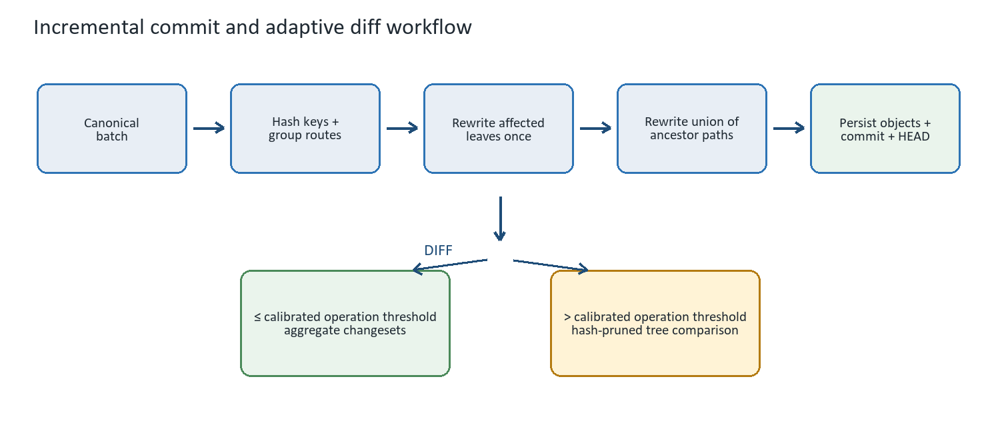 Incremental commit and adaptive diff workflow
Canonical
batch
Hash keys +
group routes
Rewrite affected
leaves once
Rewrite union of
ancestor paths
Persist objects +
commit + HEAD
DIFF
≤ calibrated operation threshold
aggregate changesets
> calibrated operation threshold
hash-pruned tree comparison